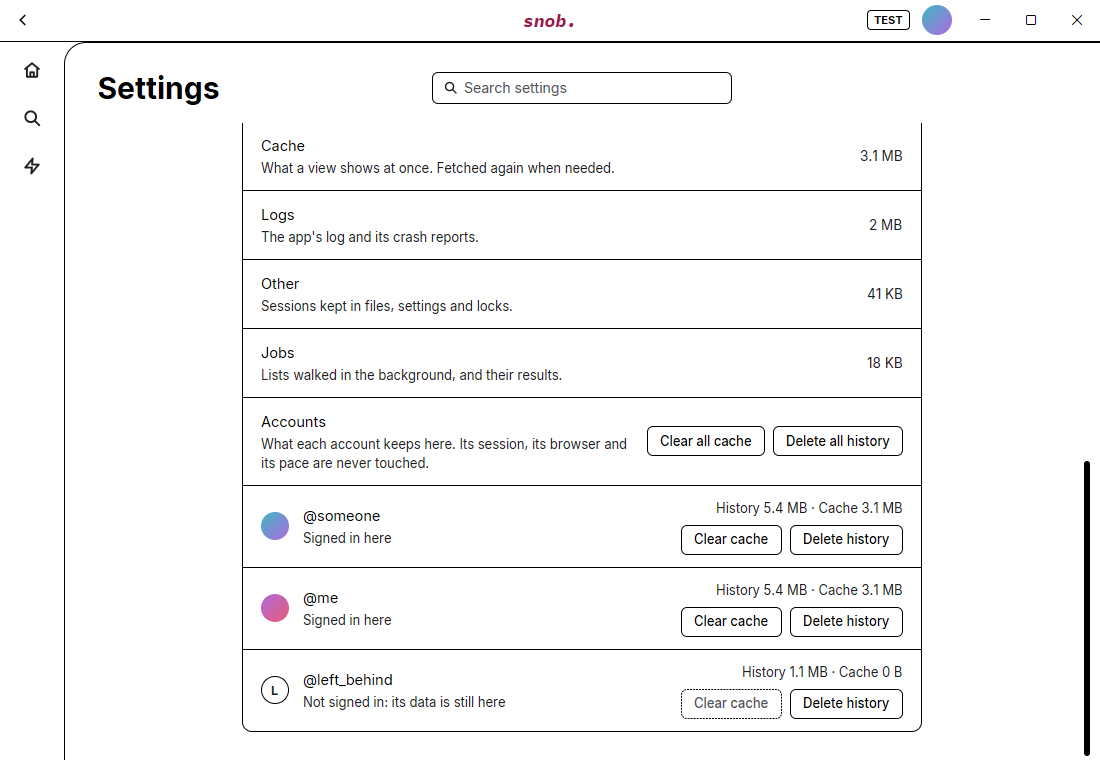 snob.
TEST
Settings
Search settings
Cache
What a view shows at once. Fetched again when needed.
3.1 MB
Logs
The app's log and its crash reports.
2 MB
Other
Sessions kept in files, settings and locks.
41 KB
Jobs
Lists walked in the background, and their results.
18 KB
Accounts
What each account keeps here. Its session, its browser and
its pace are never touched.
Clear all cache
Delete all history
@someone
Signed in here
History 5.4 MB · Cache 3.1 MB
Clear cache
Delete history
@me
Signed in here
History 5.4 MB · Cache 3.1 MB
Clear cache
Delete history
L
@left_behind
Not signed in: its data is still here
History 1.1 MB · Cache 0 B
Clear cache
Delete history